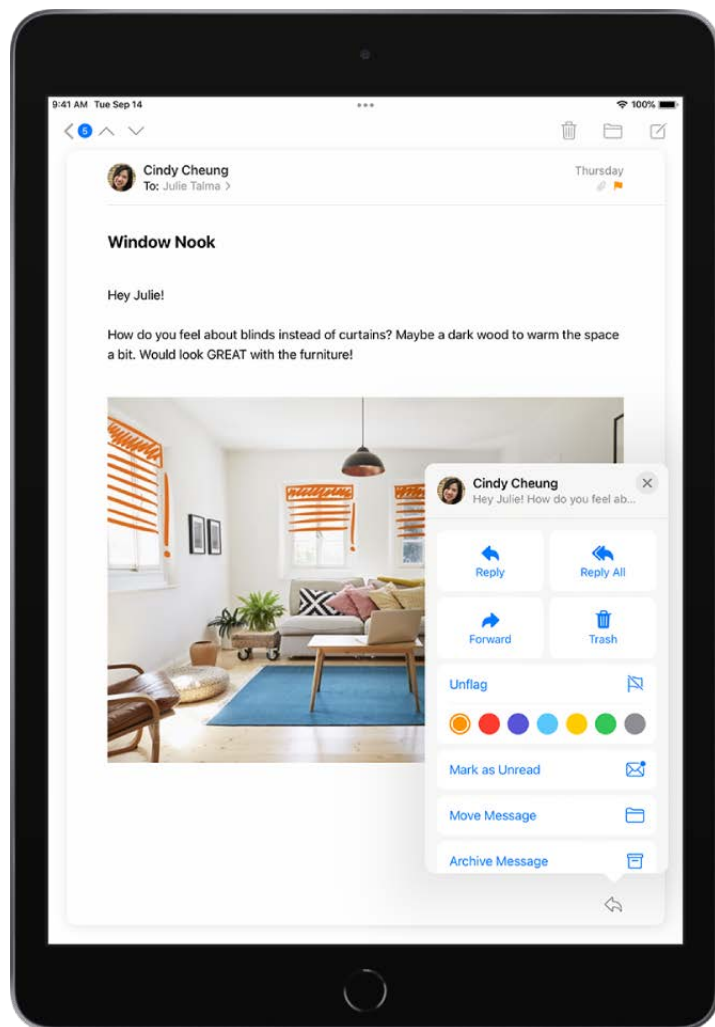 9:41 AM Tue Sep 14
100%
5
Cindy Cheung
Thursday
To: Julie Talma >
Window Nook
Hey Julie!
How do you feel about blinds instead of curtains? Maybe a dark wood to warm the space
a bit. Would look GREAT with the furniture!
Cindy Cheung
Hey Julie! How do you feel ab...
Reply
Reply All
Forward
Trash
Unflag
Mark as Unread
Move Message
Archive Message